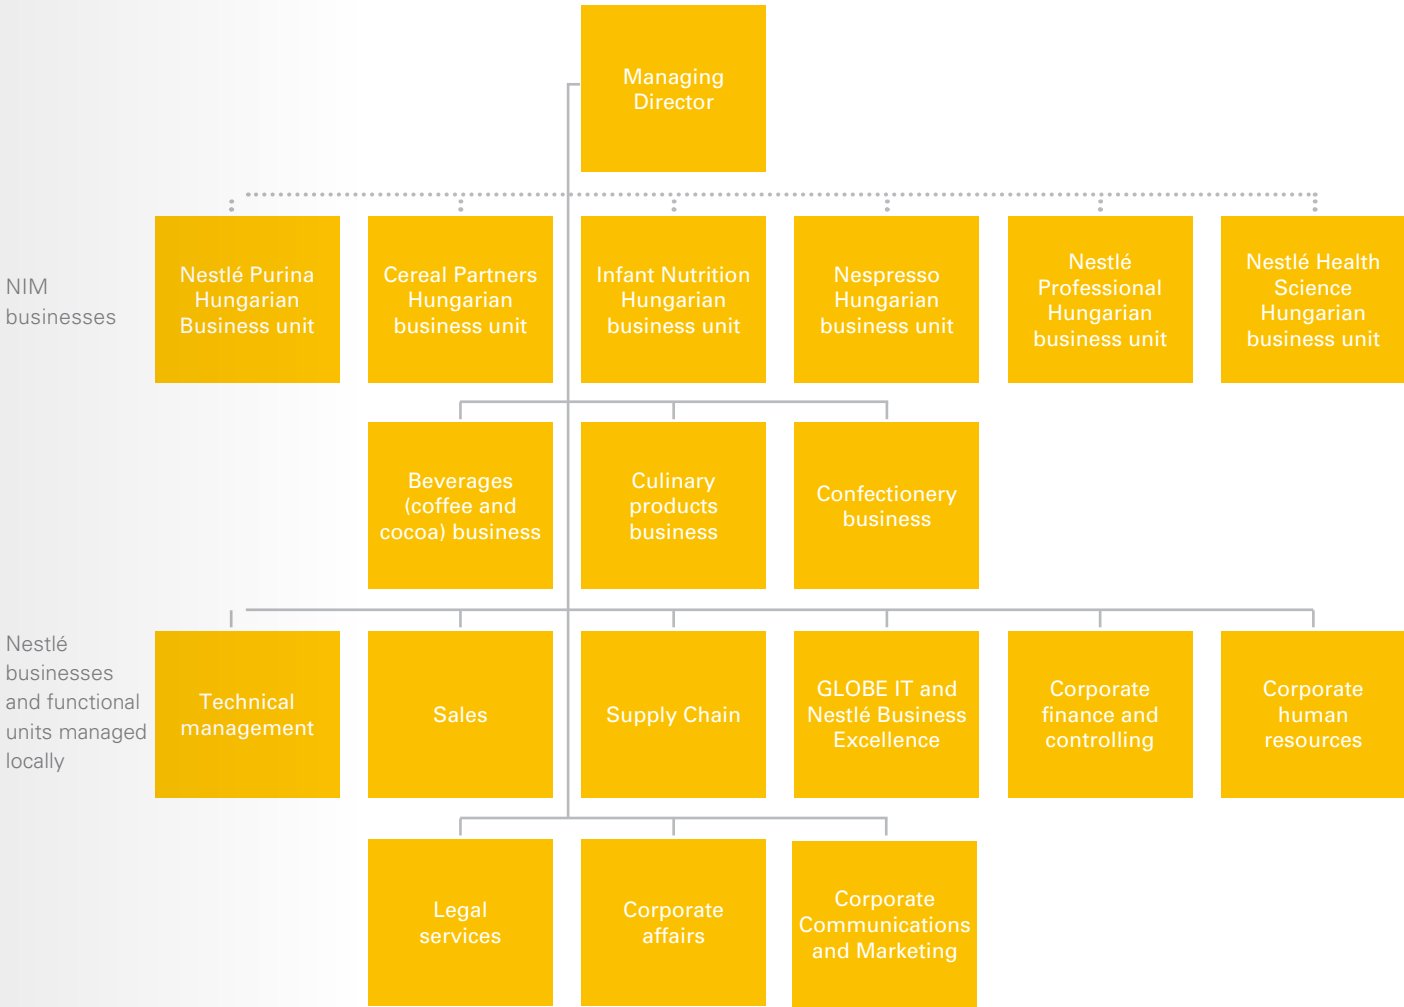 Managing
Director
NIM
businesses
Nestlé Purina
Hungarian
Business unit
Cereal Partners
Hungarian
business unit
Infant Nutrition
Hungarian
business unit
Nespresso
Hungarian
business unit
Nestlé
Professional
Hungarian
business unit
Nestlé Health
Science
Hungarian
business unit
Beverages
(coffee and
cocoa) business
Culinary
products
business
Confectionery
business
Nestlé
businesses
and functional
units managed
locally
Technical
management
Sales
Supply Chain
GLOBE IT and
Nestlé Business
Excellence
Corporate
finance and
controlling
Corporate
human
resources
Legal
services
Corporate
affairs
Corporate
Communications
and Marketing